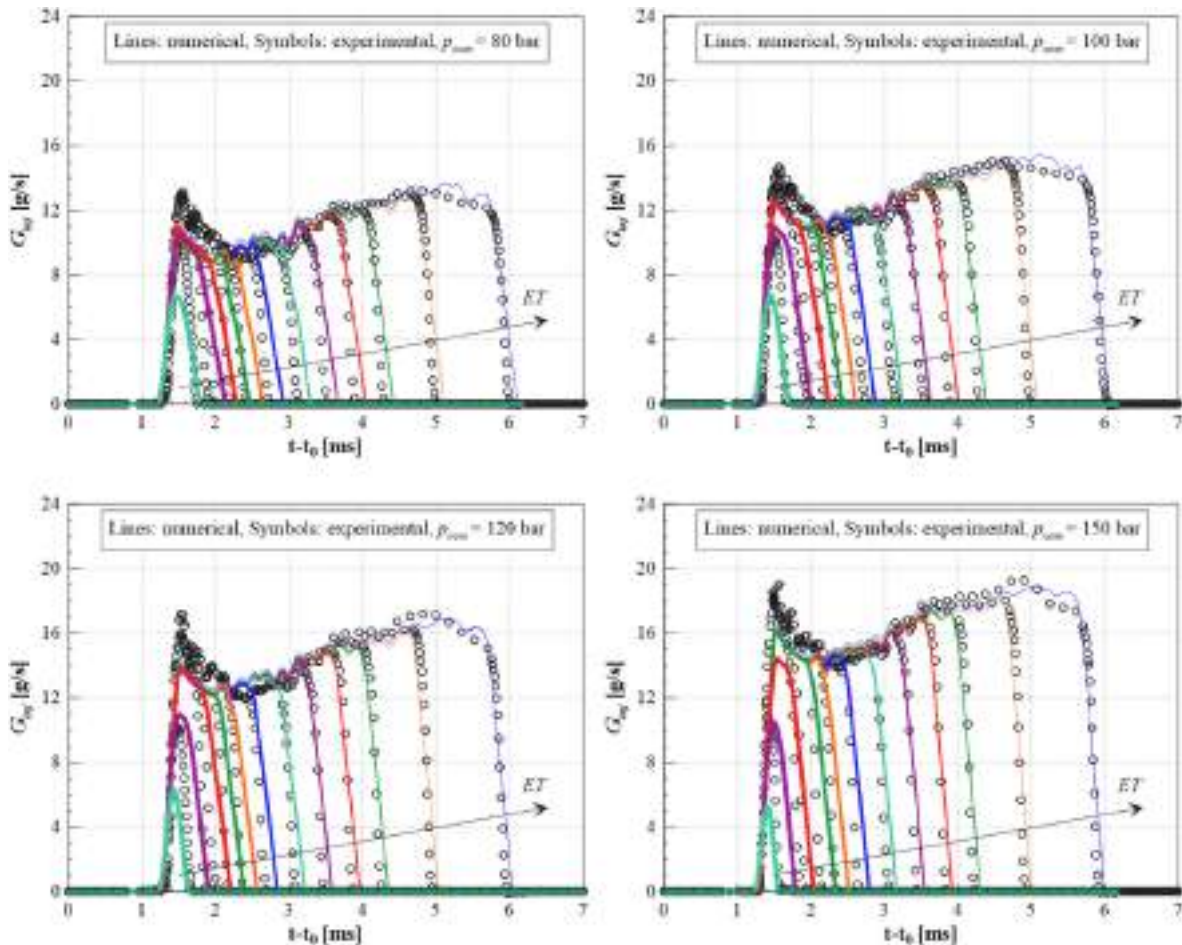 24
20
16
12
8
4
0
G_inj [g/s]
Lines: numerical, Symbols: experimental, p_nom = 80 bar
ET
0 1 2 3 4 5 6 7
t-t₀ [ms]
24
20
16
12
8
4
0
G_inj [g/s]
Lines: numerical, Symbols: experimental, p_nom = 100 bar
ET
0 1 2 3 4 5 6 7
t-t₀ [ms]
24
20
16
12
8
4
0
G_inj [g/s]
Lines: numerical, Symbols: experimental, p_nom = 120 bar
ET
0 1 2 3 4 5 6 7
t-t₀ [ms]
24
20
16
12
8
4
0
G_inj [g/s]
Lines: numerical, Symbols: experimental, p_nom = 150 bar
ET
0 1 2 3 4 5 6 7
t-t₀ [ms]